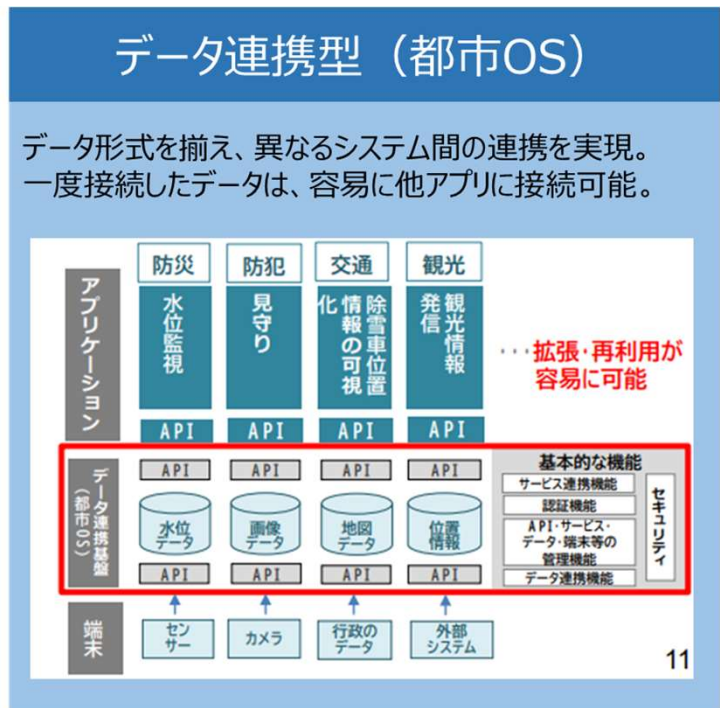 データ連携型（都市OS）
データ形式を揃え、異なるシステム間の連携を実現。
一度接続したデータは、容易に他アプリに接続可能。
アプリケーション
防災
防犯
交通
観光
水位監視
見守り
除雪車位置
情報の可視
化
観光情報
発信
･･･拡張･再利用が
容易に可能
API
API
API
API
データ連携基盤
（都市OS）
API
API
API
API
水位
データ
画像
データ
地図
データ
位置
情報
API
API
API
API
基本的な機能
サービス連携機能
認証機能
API･サービス･
データ･端末等の
管理機能
データ連携機能
セキュリティ
端末
セン
サー
カメラ
行政の
データ
外部
システム
11